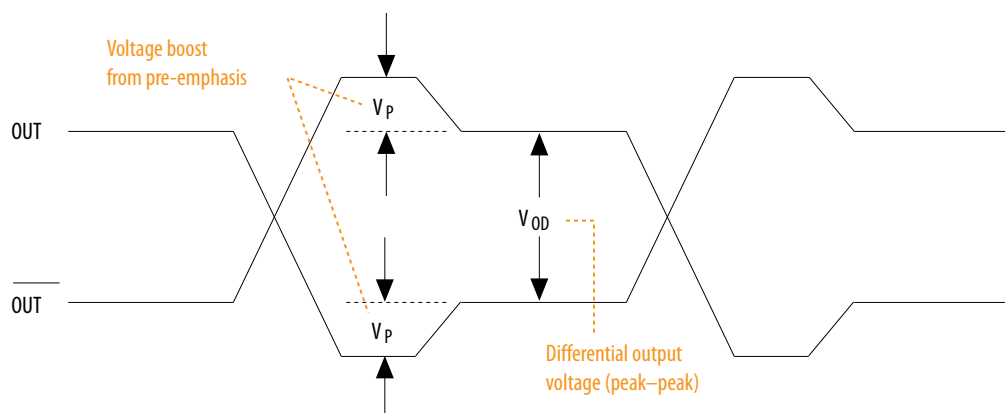 Voltage boost
from pre-emphasis
V P
OUT
V OD
OUT
V P
Differential output
voltage (peak–peak)